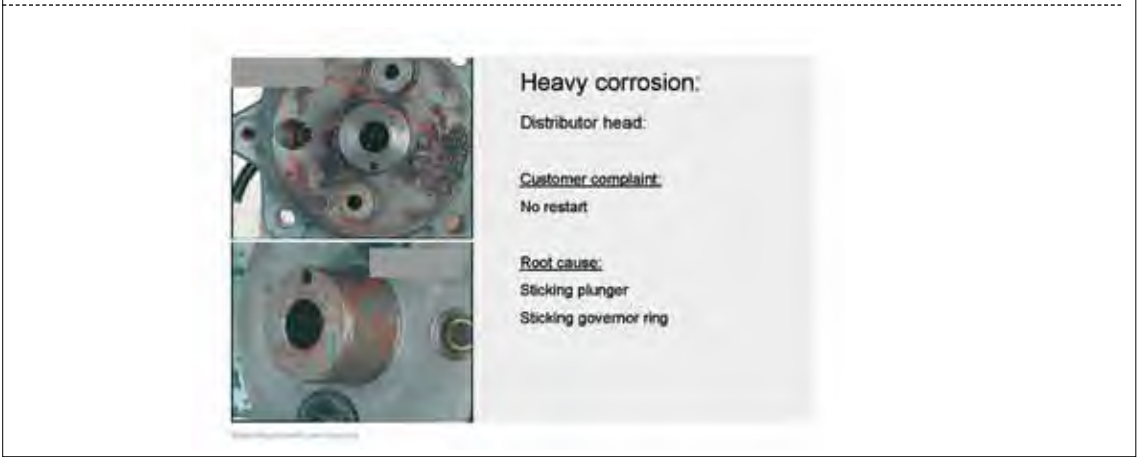 Heavy corrosion:
Distributor head:
Customer complaint:
No restart
Root cause:
Sticking plunger
Sticking governor ring